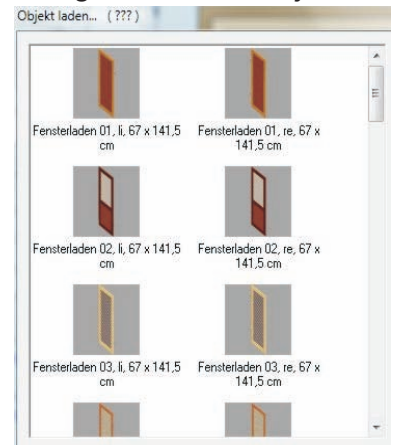 Objekt laden... ( ??? )
Fensterladen 01, li, 67 x 141,5
cm
Fensterladen 01, re, 67 x
141,5 cm
Fensterladen 02, li, 67 x 141,5
cm
Fensterladen 02, re, 67 x
141,5 cm
Fensterladen 03, li, 67 x 141,5
cm
Fensterladen 03, re, 67 x
141,5 cm